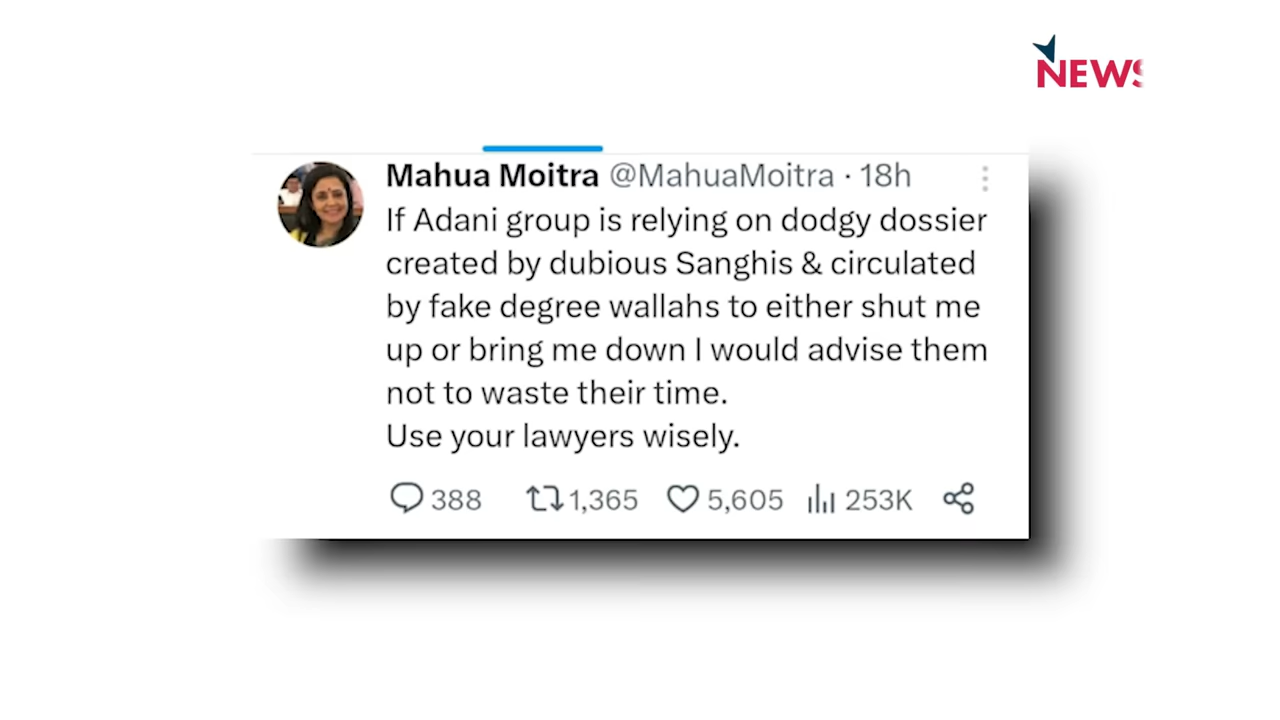 NEWS
Mahua Moitra @MahuaMoitra · 18h
If Adani group is relying on dodgy dossier
created by dubious Sanghis & circulated
by fake degree wallahs to either shut me
up or bring me down I would advise them
not to waste their time.
Use your lawyers wisely.
388 1,365 5,605 253K